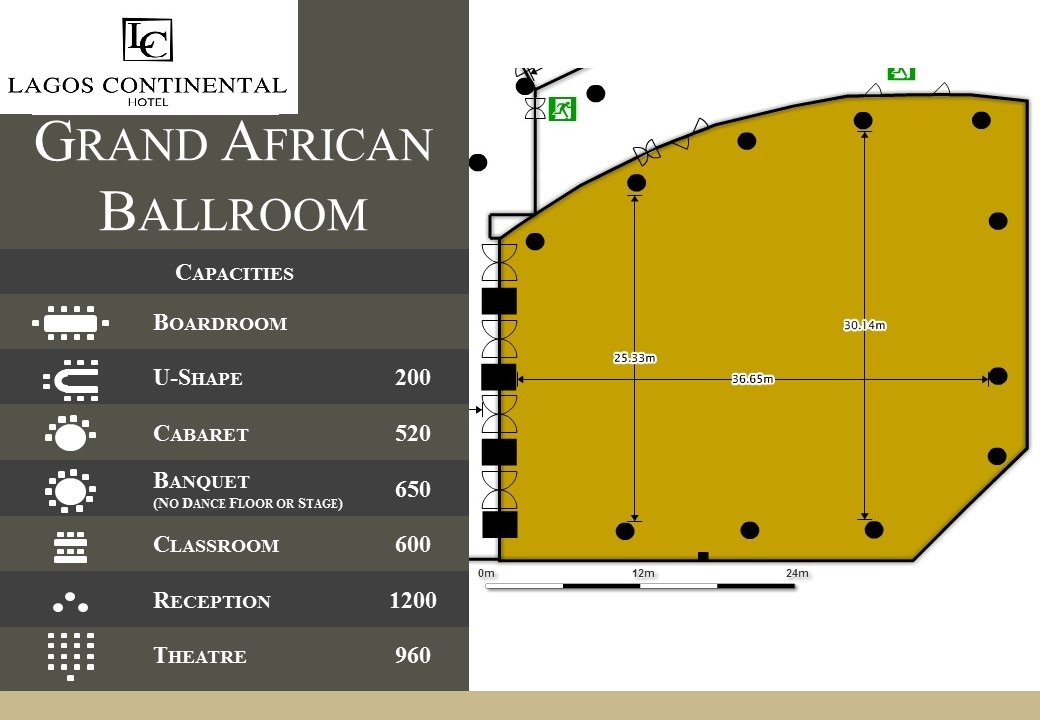 LC
LAGOS CONTINENTAL
HOTEL
GRAND AFRICAN
BALLROOM
CAPACITIES
BOARDROOM
U-SHAPE 200
CABARET 520
BANQUET 650
(NO DANCE FLOOR OR STAGE)
CLASSROOM 600
RECEPTION 1200
THEATRE 960
30.14m
25.33m
36.65m
0m 12m 24m